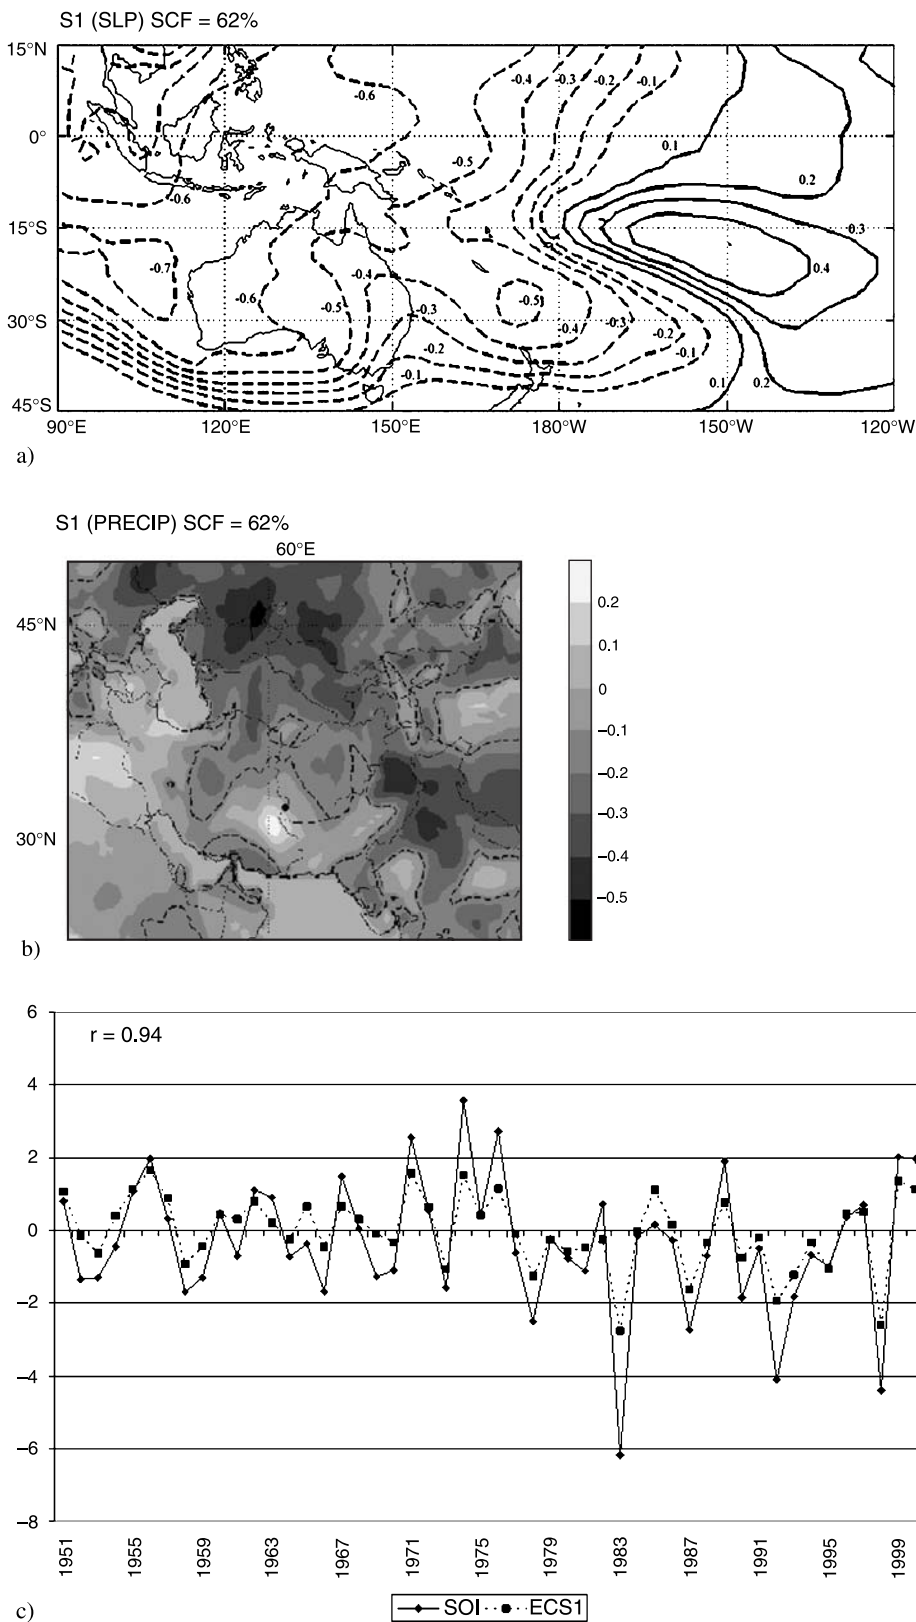 S1 (SLP) SCF = 62%
15°N
0°
15°S
30°S
45°S
-0.6
-0.4
-0.3
-0.2
-0.1
-0.5
0.1
0.2
-0.6
0.3
-0.7
-0.4
0.4
-0.6
-0.5
-0.3
-0.5
-0.4
-0.3
-0.2
-0.2
-0.1
-0.1
0.1
0.2
90°E 120°E 150°E 180°W 150°W 120°W
a)
S1 (PRECIP) SCF = 62%
60°E
45°N
30°N
0.2
0.1
0
−0.1
−0.2
−0.3
−0.4
−0.5
b)
r = 0.94
6
4
2
0
−2
−4
−6
−8
1951 1955 1959 1963 1967 1971 1975 1979 1983 1987 1991 1995 1999
SOI ECS1
c)